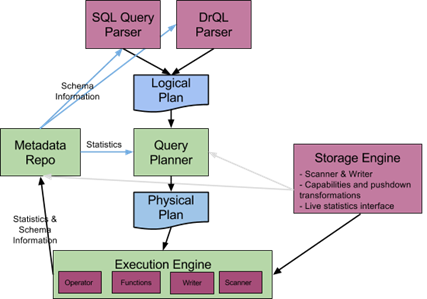 SQL Query
Parser
DrQL
Parser
Schema
Information
Logical
Plan
Metadata
Repo
Statistics
Query
Planner
Storage Engine
- Scanner & Writer
- Capabilities and pushdown
transformations
- Live statistics interface
Physical
Plan
Statistics &
Schema
Information
Execution Engine
Operator
Functions
Writer
Scanner